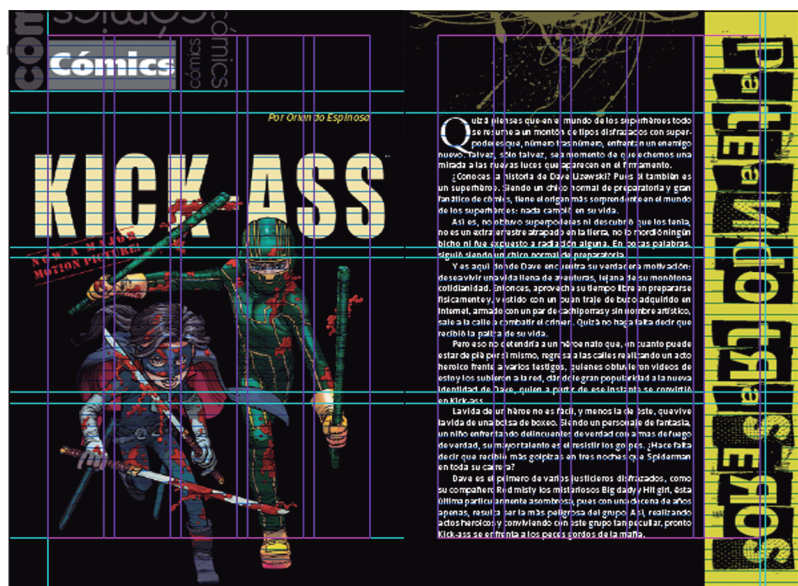 cóm
cómics
cómics
cómics
Cómics
Por Orlando Espinosa
KICK ASS
NOW A MAJOR
MOTION PICTURE!
Quizá pienses que en el mundo de los superhéroes todo
se resume a un montón de tipos disfrazados con super-
poderes que, número tras número, enfrentan un enemigo
nuevo. Talvez, sólo talvez, sea momento de que echemos una
mirada a las nuevas luces que aparecen en el firmamento.
¿Conoces la historia de Dave Lizewski? Pues él también es
un superhéroe. Siendo un chico normal de preparatoria y gran
fanático de cómics, tiene el origen más sorprendente en el mundo
de los superhéroes: nada cambió en su vida.
Así es, no obtuvo superpoderes ni descubrió que los tenía,
no es un extraterrestre atrapado en la tierra, no lo mordió ningún
bicho ni fue expuesto a radiación alguna. En pocas palabras,
siguió siendo un chico normal de preparatoria.
Y es aquí donde Dave encuentra su verdadera motivación:
desea vivir una vida llena de aventuras, lejana de su monótona
cotidianidad. Entonces, aprovecha su tiempo libre en prepararse
físicamente y, vestido con un buen traje de buzo adquirido en
internet, armado con un par de cachiporras y sin nombre artístico,
sale a la calle a combatir el crimen. Quizá no haga falta decir que
recibió la paliza de su vida.
Pero eso no detendría a un héroe nato que, en cuanto puede
estar de pié por sí mismo, regresa a las calles realizando un acto
heroico frente a varios testigos, quienes obtuvieron videos de
estoy los subieron a la red, dándole gran popularidad a la nueva
identidad de Dave, quien a partir de ese instante se convirtió
en Kick-ass.
La vida de un héroe no es fácil, y menos la de éste, que vive
la vida de una bolsa de boxeo. Siendo un personaje de fantasía,
un niño enfrentando delincuentes de verdad con armas de fuego
de verdad, su mayor talento es el resistir los golpes. ¿Hace falta
decir que recibió más golpizas en tres noches que Spiderman
en toda su carrera?
Dave es el primero de varios justicieros disfrazados, como
su compañero Red misty los misteriosos Big dady y Hit girl, ésta
última particularmente asombrosa, pues con una docena de años
apenas, resulta ser la más peligrosa del grupo. Así, realizando
actos heroicos y conviviendo con este grupo tan peculiar, pronto
Kick-ass se enfrenta a los peces gordos de la mafia.
PatEaNdo tRaSERoS